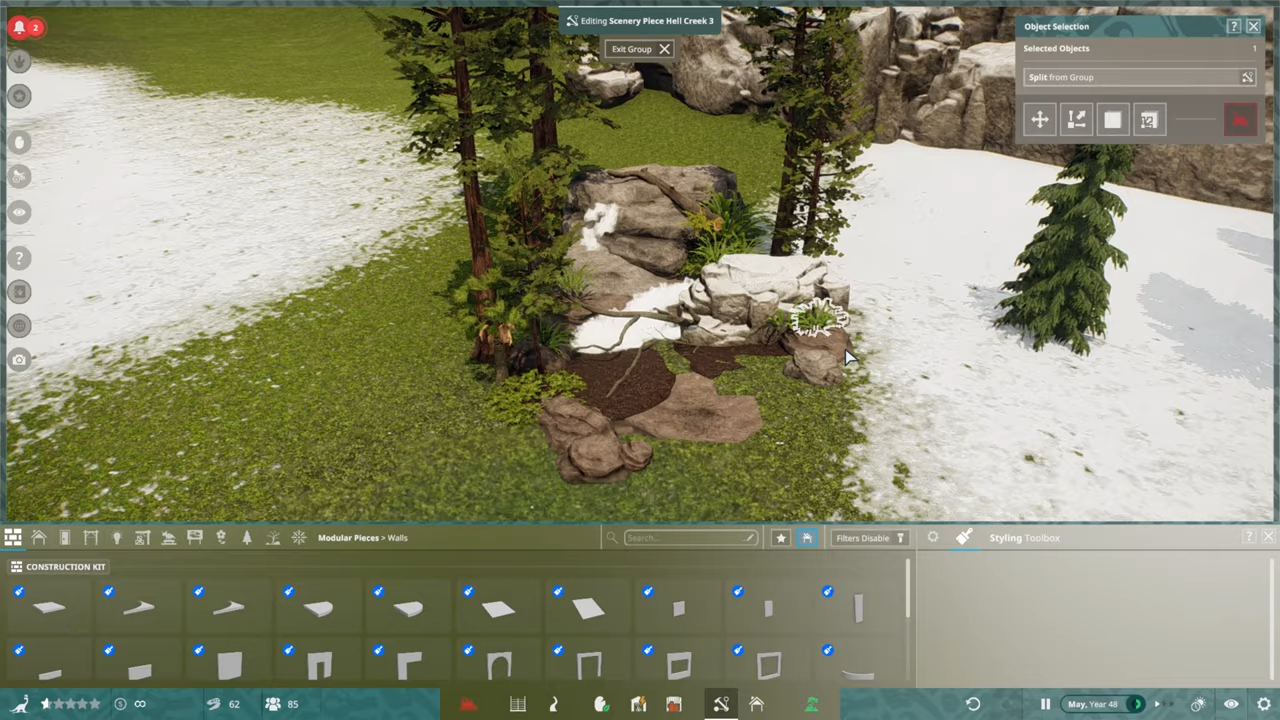 2
Editing Scenery Piece Hell Creek 3
Exit Group
Object Selection
?
Selected Objects
1
Split from Group
12
?
Modular Pieces > Walls
Search...
Filters Disable
Styling Toolbox
?
CONSTRUCTION KIT
62
85
May, Year 48